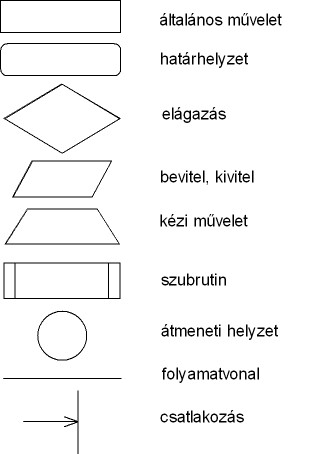 általános művelet
határhelyzet
elágazás
bevitel, kivitel
kézi művelet
szubrutin
átmeneti helyzet
folyamatvonal
csatlakozás